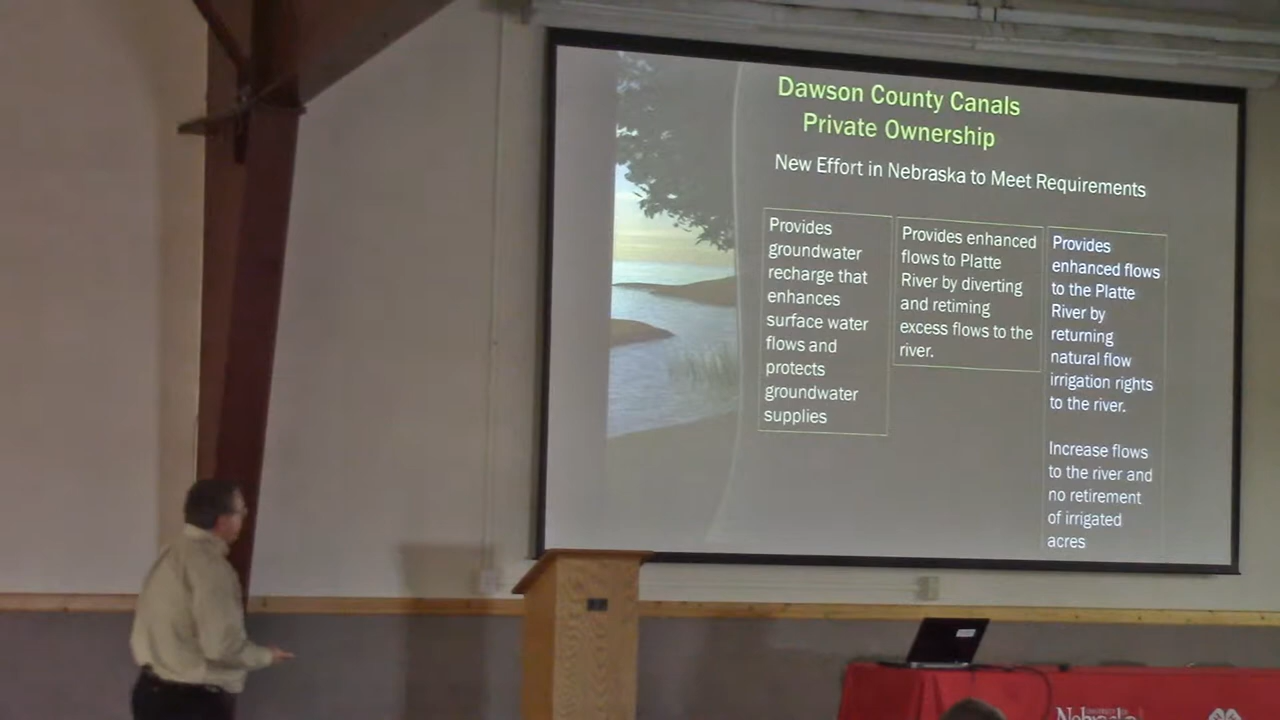 Dawson County Canals
Private Ownership
New Effort in Nebraska to Meet Requirements
Provides
groundwater
recharge that
enhances
surface water
flows and
protects
groundwater
supplies
Provides enhanced
flows to Platte
River by diverting
and retiming
excess flows to the
river.
Provides
enhanced flows
to the Platte
River by
returning
natural flow
irrigation rights
to the river.
Increase flows
to the river and
no retirement
of irrigated
acres
Nebraska